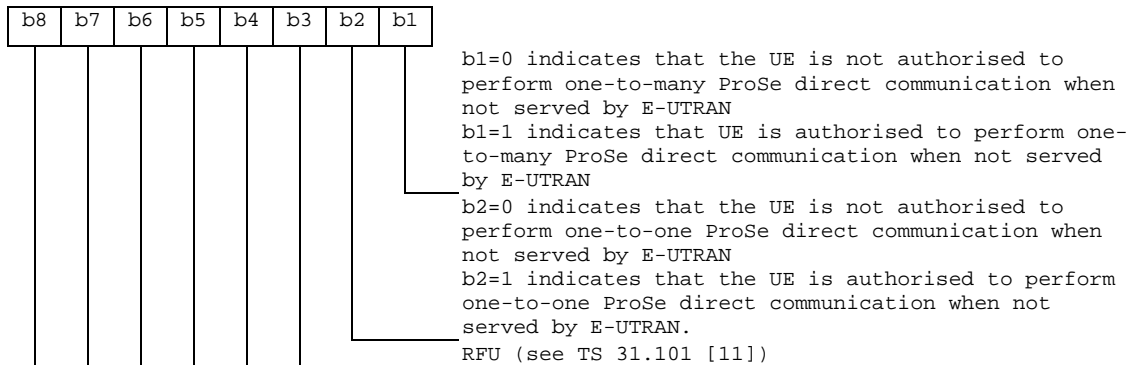 b8 b7 b6 b5 b4 b3 b2 b1
b1=0 indicates that the UE is not authorised to
perform one-to-many ProSe direct communication when
not served by E-UTRAN
b1=1 indicates that UE is authorised to perform one-
to-many ProSe direct communication when not served
by E-UTRAN
b2=0 indicates that the UE is not authorised to
perform one-to-one ProSe direct communication when
not served by E-UTRAN
b2=1 indicates that the UE is authorised to perform
one-to-one ProSe direct communication when not
served by E-UTRAN.
RFU (see TS 31.101 [11])